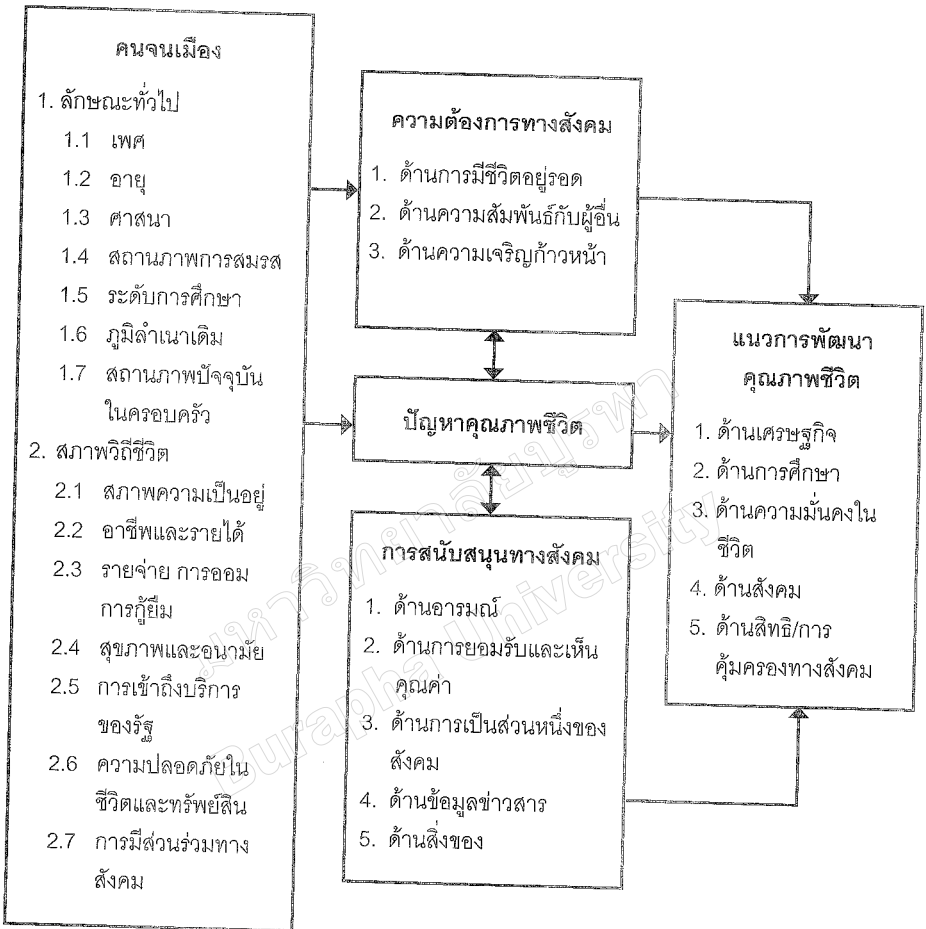 คนจนเมือง
1. ลักษณะทั่วไป
1.1 เพศ
1.2 อายุ
1.3 ศาสนา
1.4 สถานภาพการสมรส
1.5 ระดับการศึกษา
1.6 ภูมิลำเนาเดิม
1.7 สถานภาพปัจจุบัน
ในครอบครัว
2. สภาพวิถีชีวิต
2.1 สภาพความเป็นอยู่
2.2 อาชีพและรายได้
2.3 รายจ่าย การออม
การกู้ยืม
2.4 สุขภาพและอนามัย
2.5 การเข้าถึงบริการ
ของรัฐ
2.6 ความปลอดภัยใน
ชีวิตและทรัพย์สิน
2.7 การมีส่วนร่วมทาง
สังคม
ความต้องการทางสังคม
1. ด้านการมีชีวิตอยู่รอด
2. ด้านความสัมพันธ์กับผู้อื่น
3. ด้านความเจริญก้าวหน้า
ปัญหาคุณภาพชีวิต
การสนับสนุนทางสังคม
1. ด้านอารมณ์
2. ด้านการยอมรับและเห็น
คุณค่า
3. ด้านการเป็นส่วนหนึ่งของ
สังคม
4. ด้านข้อมูลข่าวสาร
5. ด้านสิ่งของ
แนวการพัฒนา
คุณภาพชีวิต
1. ด้านเศรษฐกิจ
2. ด้านการศึกษา
3. ด้านความมั่นคงใน
ชีวิต
4. ด้านสังคม
5. ด้านสิทธิ/การ
คุ้มครองทางสังคม
มหาวิทยาลัยบูรพา
Burapha University